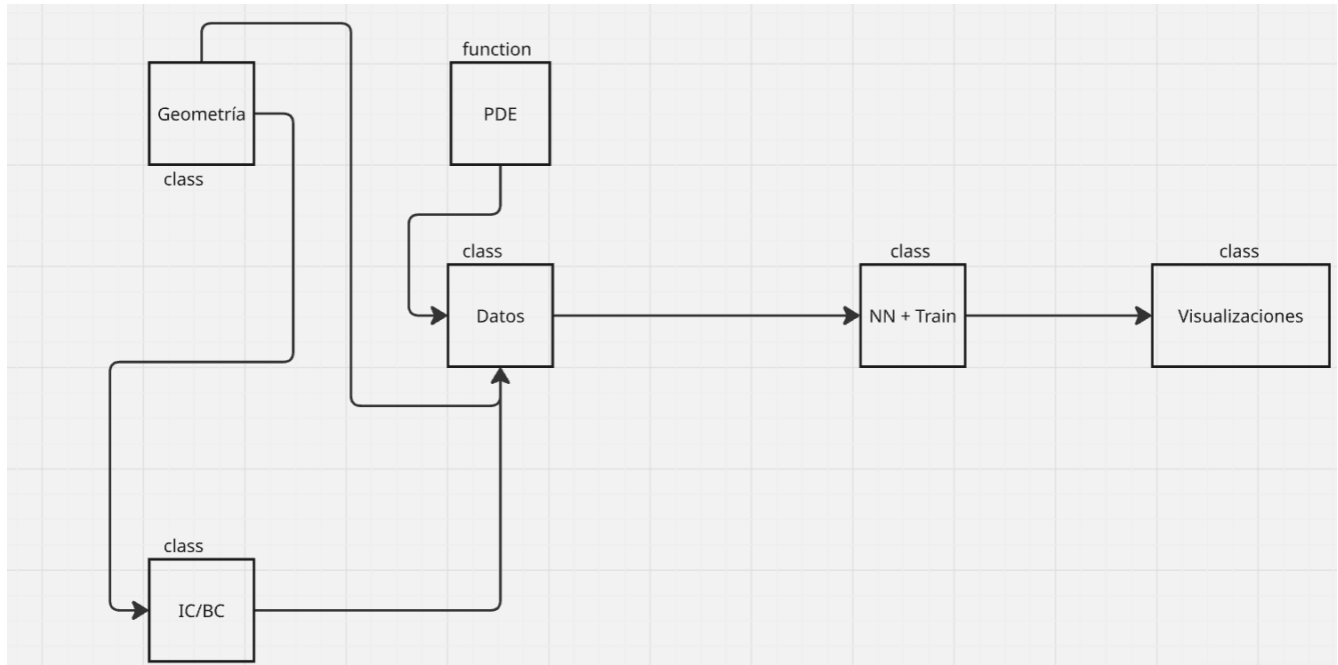 function
Geometría
PDE
class
class
class
class
Datos
NN + Train
Visualizaciones
class
IC/BC